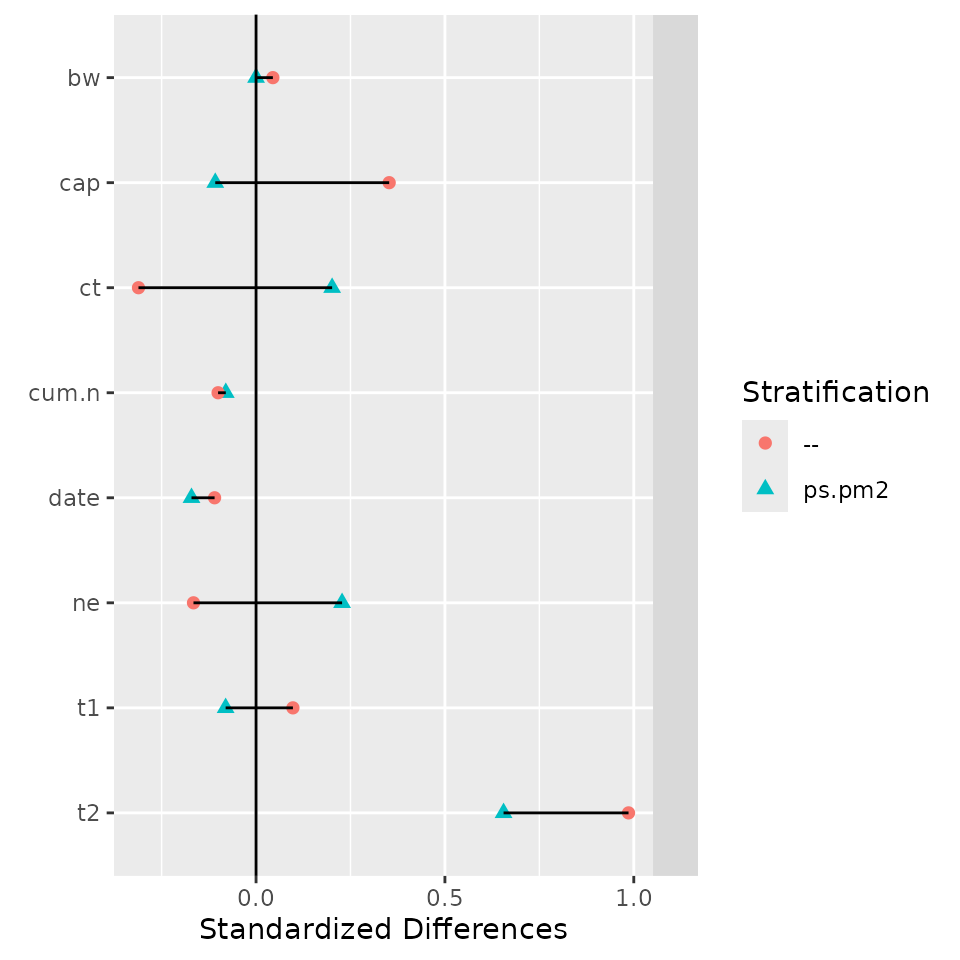 bw
cap
ct
cum.n
date
ne
t1
t2
0.0 0.5 1.0
Standardized Differences
Stratification
--
ps.pm2